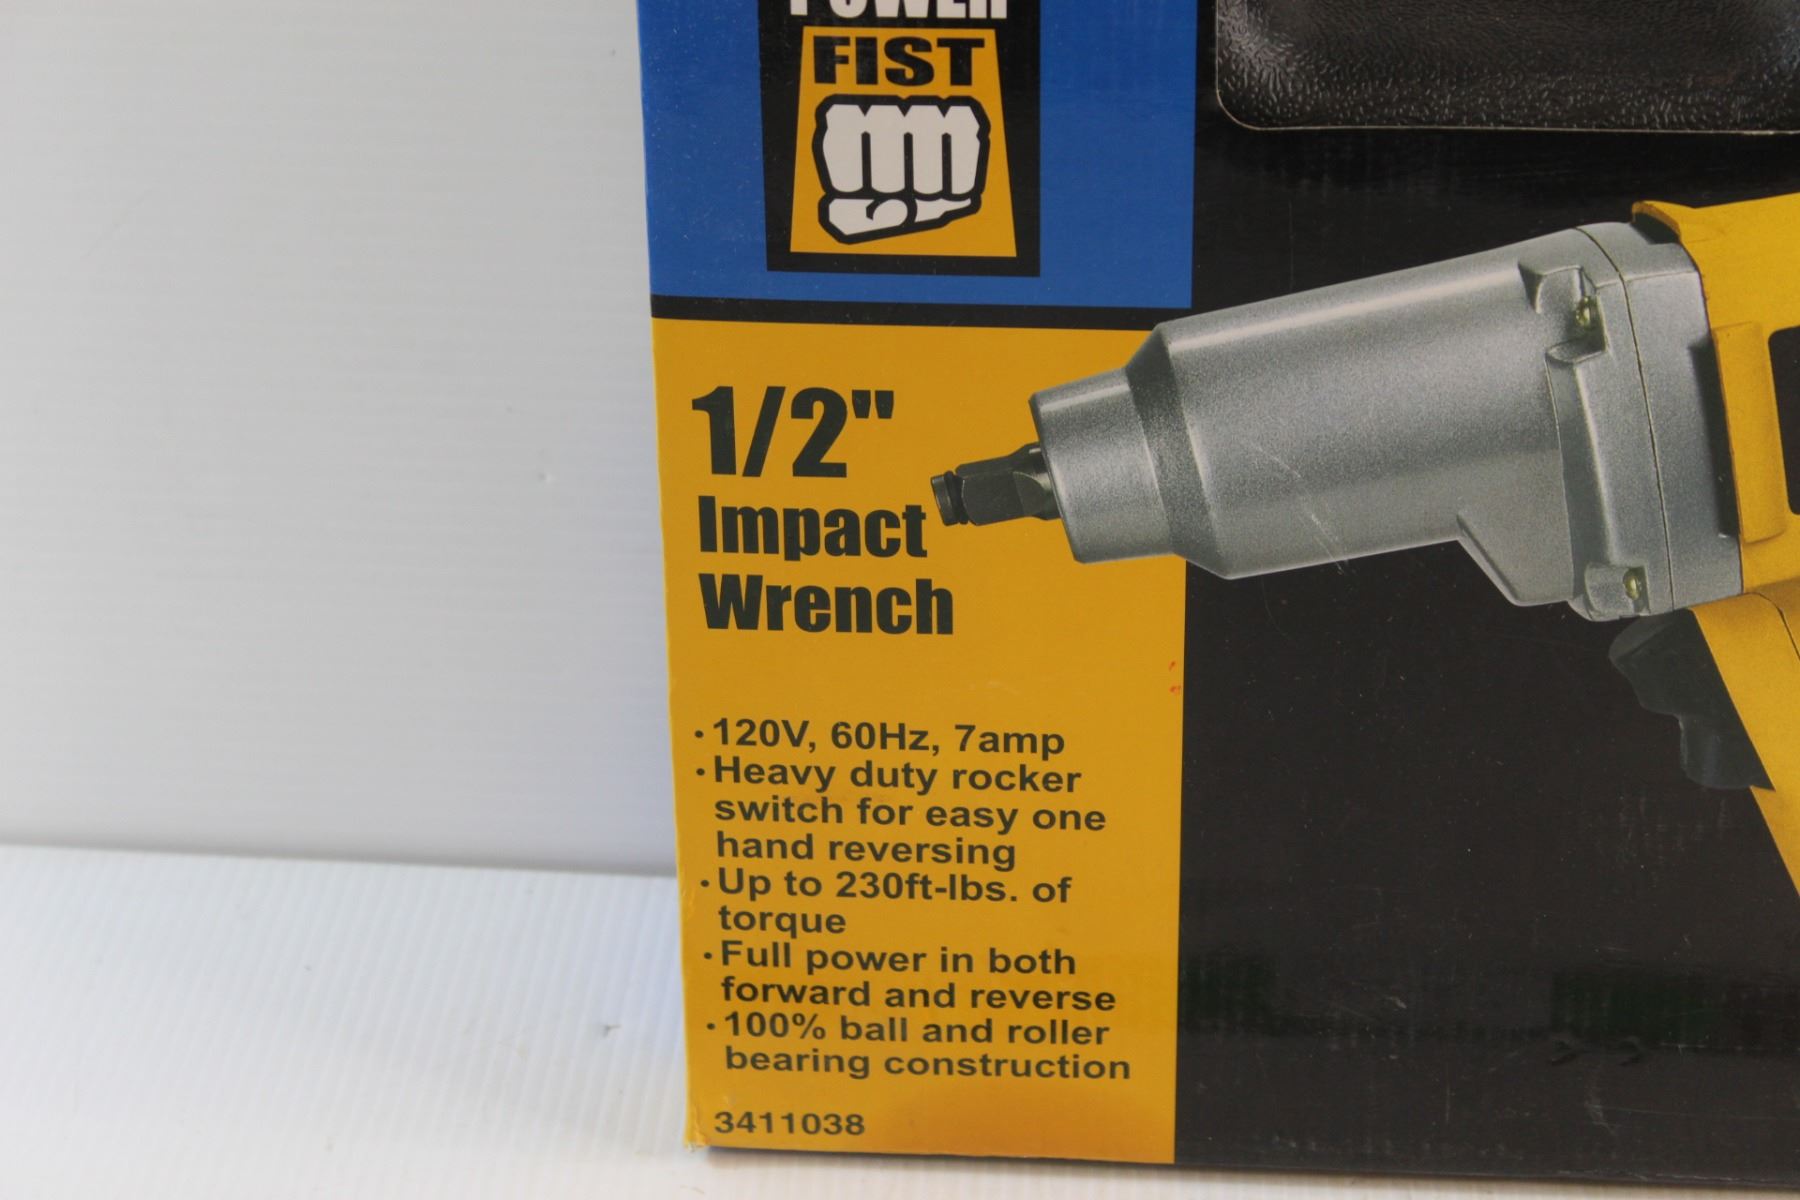 POWER
FIST
1/2"
Impact
Wrench
· 120V, 60Hz, 7amp
· Heavy duty rocker
switch for easy one
hand reversing
· Up to 230ft-lbs. of
torque
· Full power in both
forward and reverse
· 100% ball and roller
bearing construction
3411038